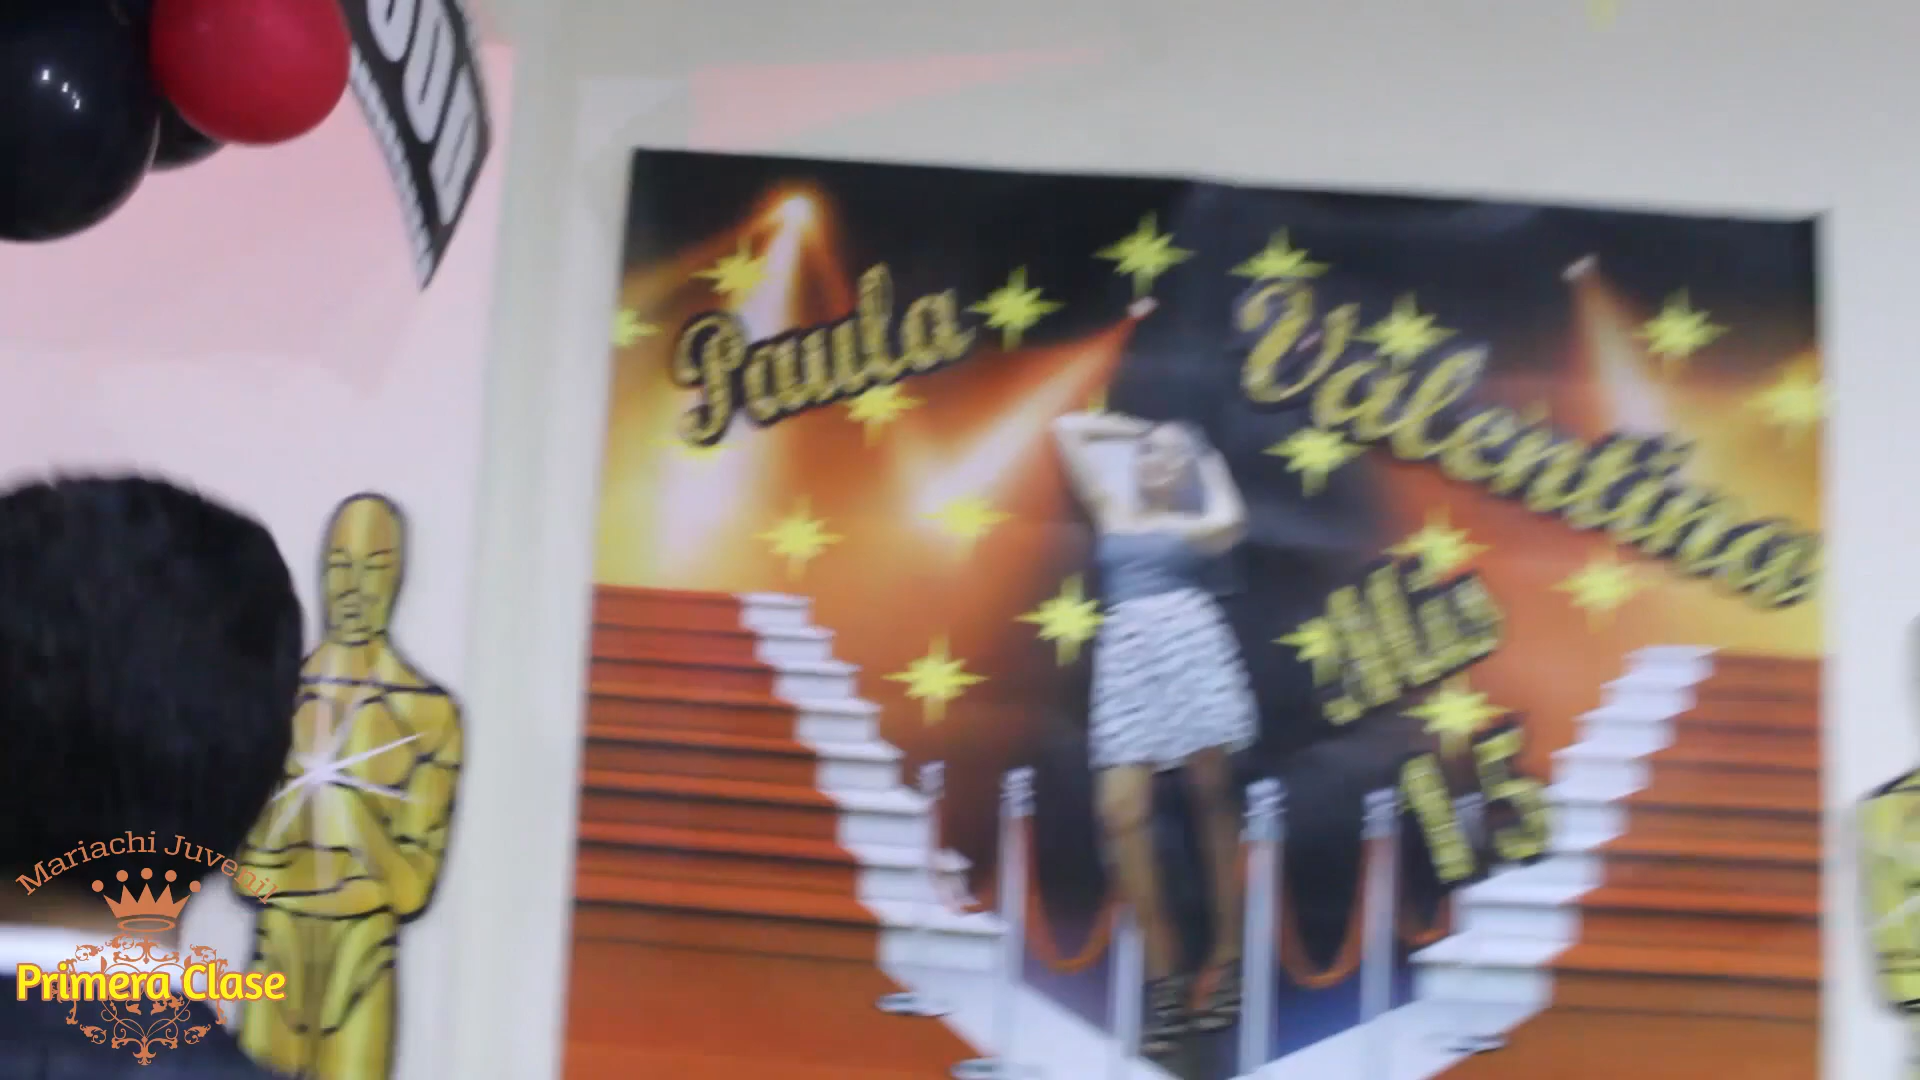 Paula
Valentina
Mis
15
Mariachi Juvenil
Primera Clase